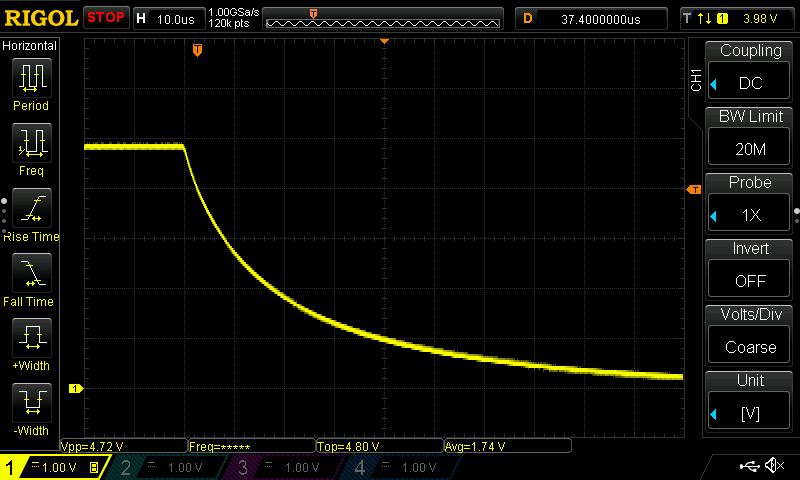 RIGOL STOP H 10.0us 1.00GSa/s
120k pts
T
D 37.4000000us T 1 3.98 V
Horizontal
Period
Freq
Rise Time
Fall Time
+Width
-Width
T
T
1
CH1
Coupling
DC
BW Limit
20M
Probe
1X
Invert
OFF
Volts/Div
Coarse
Unit
[V]
Vpp=4.72 V Freq=***** Top=4.80 V Avg=1.74 V
1 1.00 V B 2 1.00 V 3 1.00 V 4 1.00 V